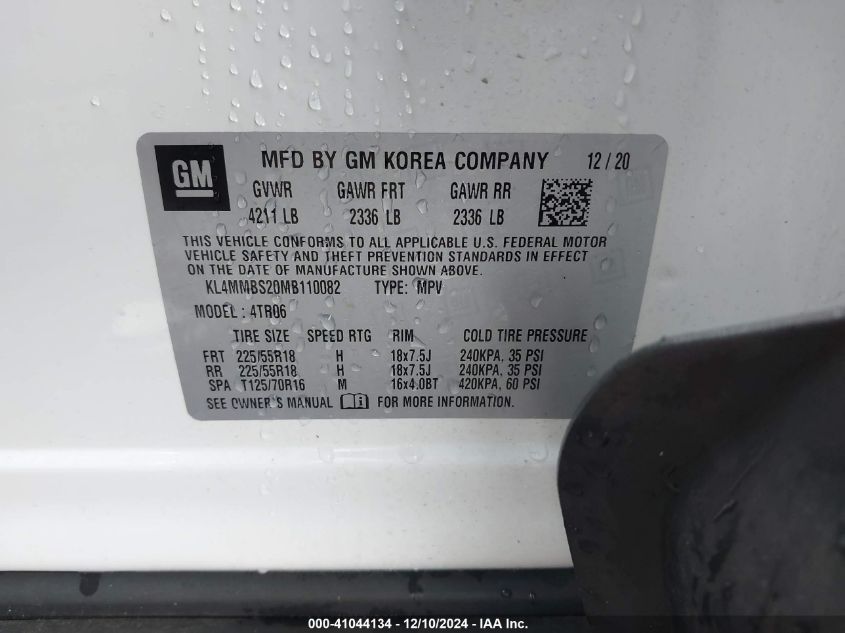 GM
MFD BY GM KOREA COMPANY 12 / 20
GVWR GAWR FRT GAWR RR
4211 LB 2336 LB 2336 LB
THIS VEHICLE CONFORMS TO ALL APPLICABLE U.S. FEDERAL MOTOR
VEHICLE SAFETY AND THEFT PREVENTION STANDARDS IN EFFECT
ON THE DATE OF MANUFACTURE SHOWN ABOVE.
KL4MMBS20MB110082 TYPE: MPV
MODEL : 4TR06
TIRE SIZE SPEED RTG RIM COLD TIRE PRESSURE
FRT 225/55R18 H 18x7.5J 240KPA, 35 PSI
RR 225/55R18 H 18x7.5J 240KPA, 35 PSI
SPA T125/70R16 M 16x4.0BT 420KPA, 60 PSI
SEE OWNER'S MANUAL FOR MORE INFORMATION.
000-41044134 - 12/10/2024 - IAA Inc.